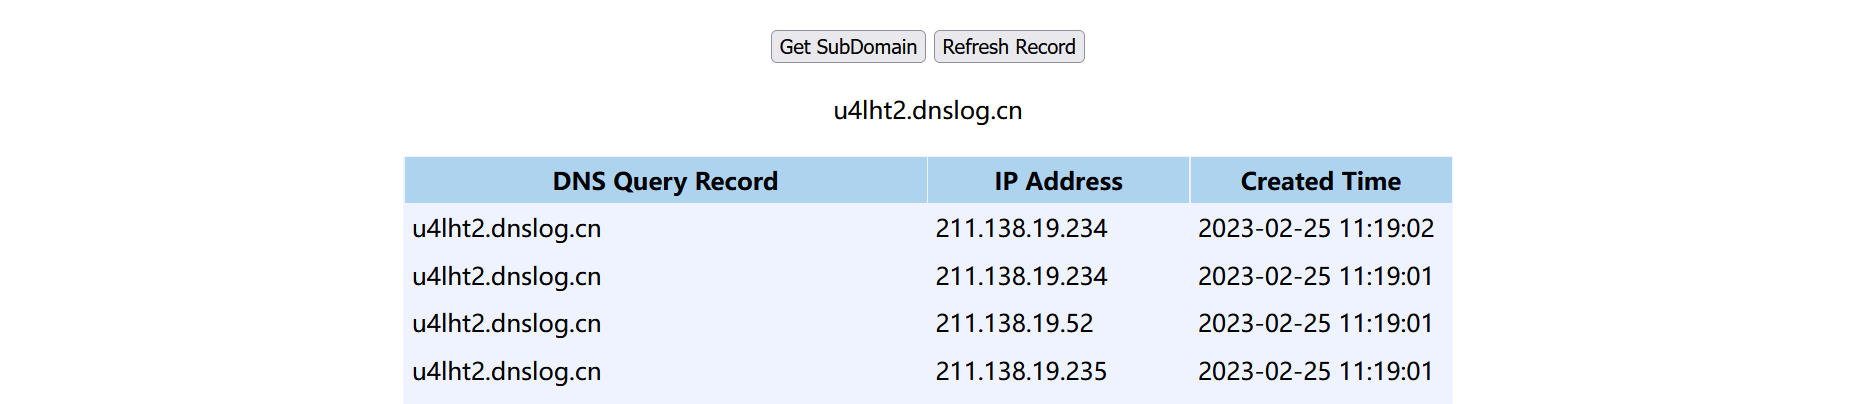 Get SubDomain Refresh Record
u4lht2.dnslog.cn
DNS Query Record IP Address Created Time
u4lht2.dnslog.cn 211.138.19.234 2023-02-25 11:19:02
u4lht2.dnslog.cn 211.138.19.234 2023-02-25 11:19:01
u4lht2.dnslog.cn 211.138.19.52 2023-02-25 11:19:01
u4lht2.dnslog.cn 211.138.19.235 2023-02-25 11:19:01